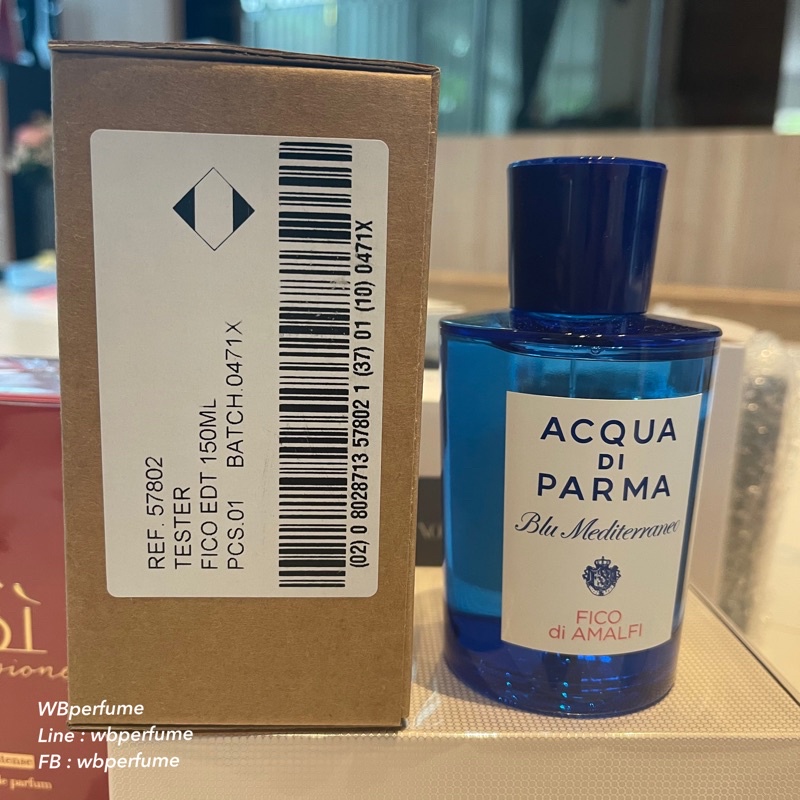 REF. 57802
TESTER
FICO EDT 150ML
PCS.01 BATCH.0471X
(02) 0 8028713 57802 1 (37) 01 (10) 0471X
ACQUA
DI
PARMA
Blu Mediterraneo
FICO
di AMALFI
WBperfume
Line : wbperfume
FB : wbperfume